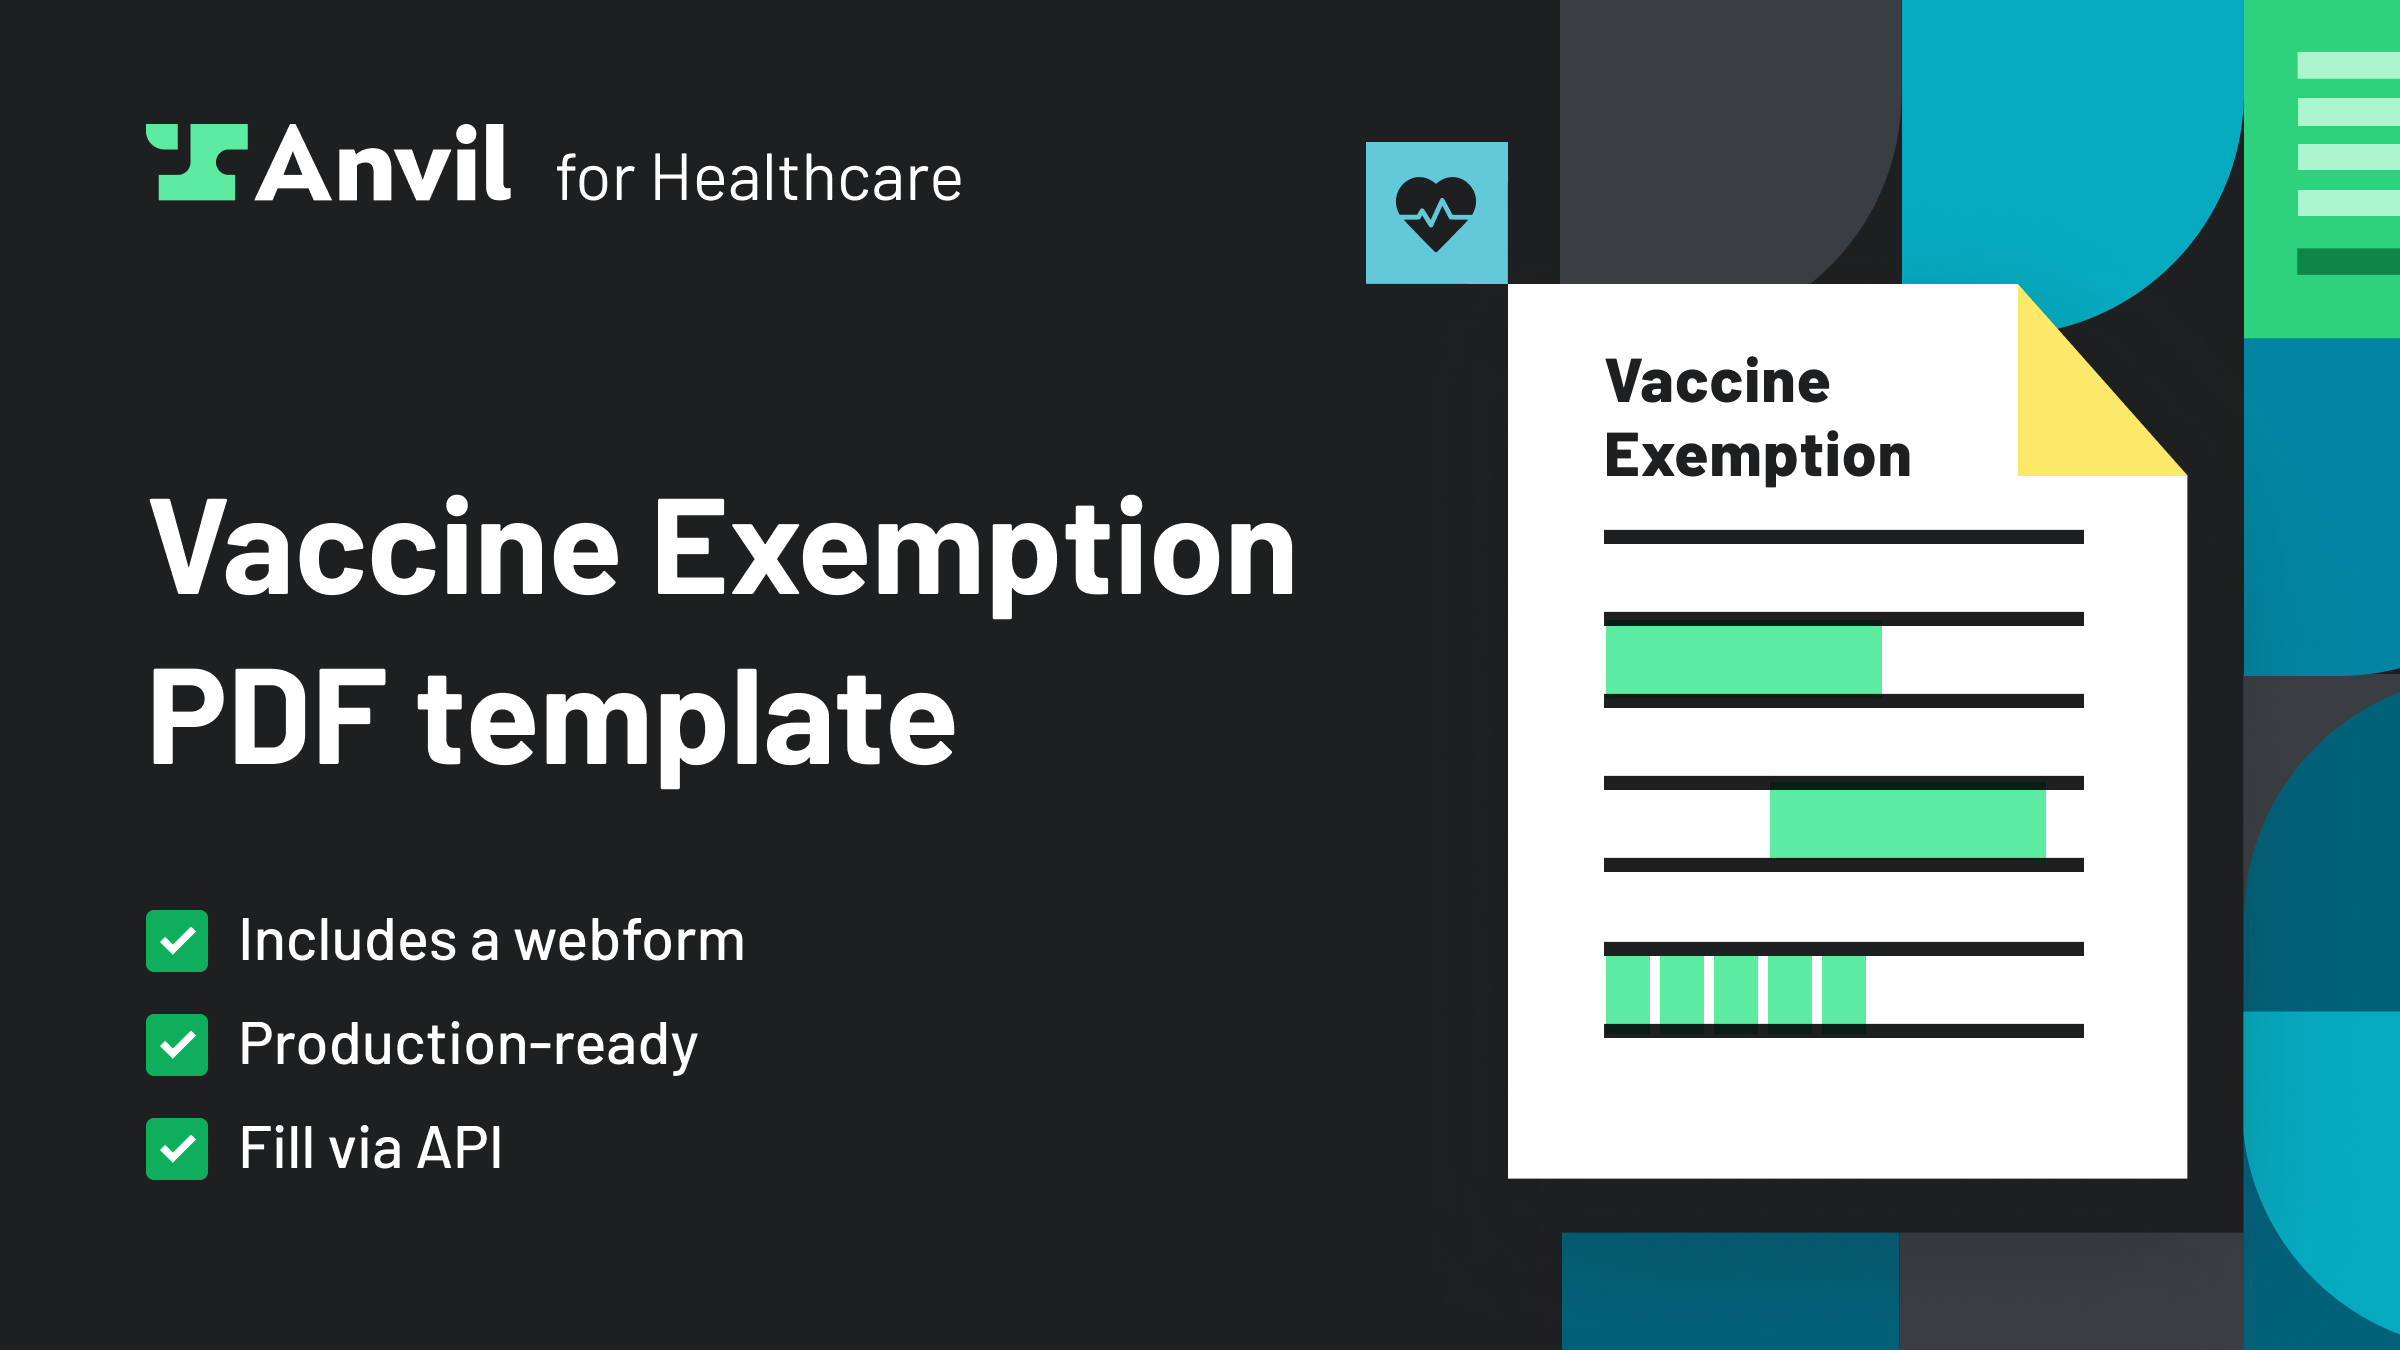 Anvil for Healthcare
Vaccine Exemption
PDF template
Includes a webform
Production-ready
Fill via API
Vaccine
Exemption